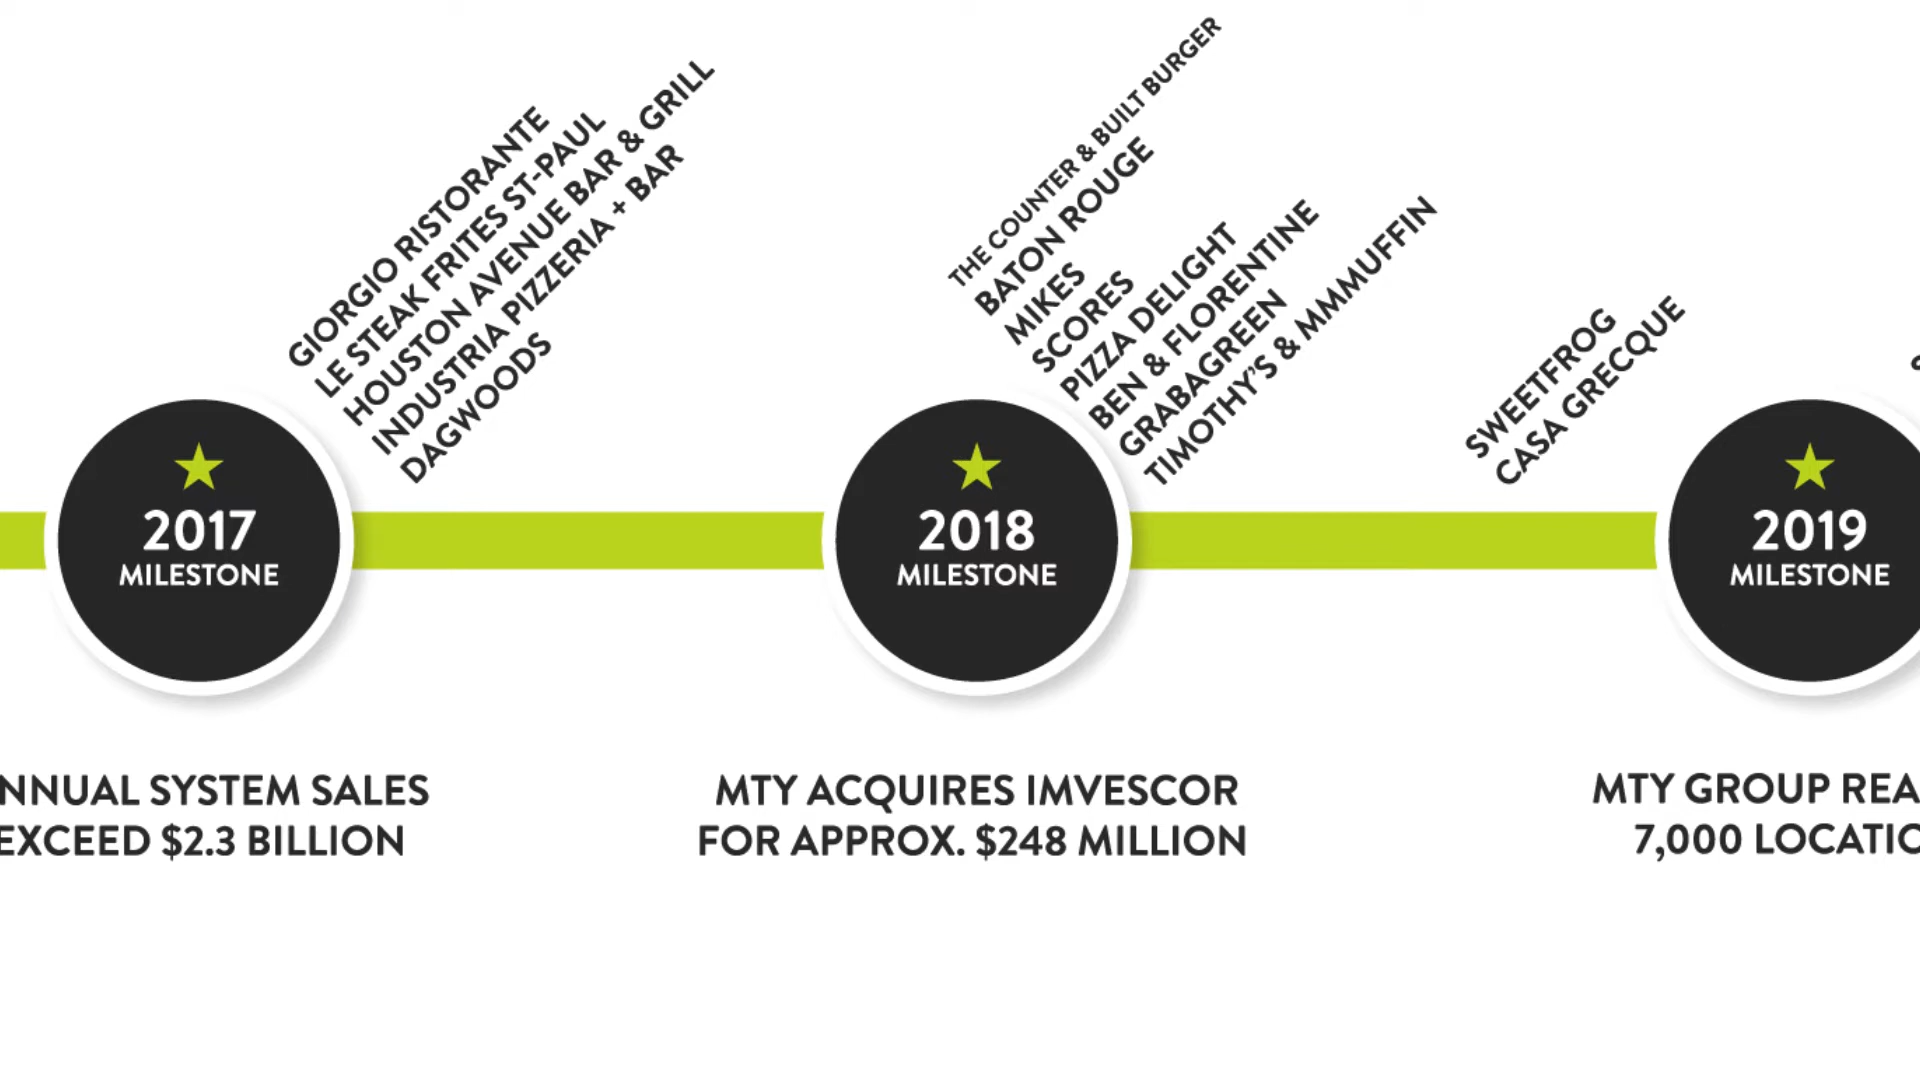 GIORGIO RISTORANTE
LE STEAK FRITES ST-PAUL
HOUSTON AVENUE BAR & GRILL
INDUSTRIA PIZZERIA + BAR
DAGWOODS
THE COUNTER & BUILT BURGER
BATON ROUGE
MIKES
SCORES
PIZZA DELIGHT
BEN & FLORENTINE
GRABAGREEN
TIMOTHY'S & MMMUFFIN
SWEETFROG
CASA GRECQUE
2017
MILESTONE
2018
MILESTONE
2019
MILESTONE
NNUAL SYSTEM SALES
EXCEED $2.3 BILLION
MTY ACQUIRES IMVESCOR
FOR APPROX. $248 MILLION
MTY GROUP REA
7,000 LOCATIO